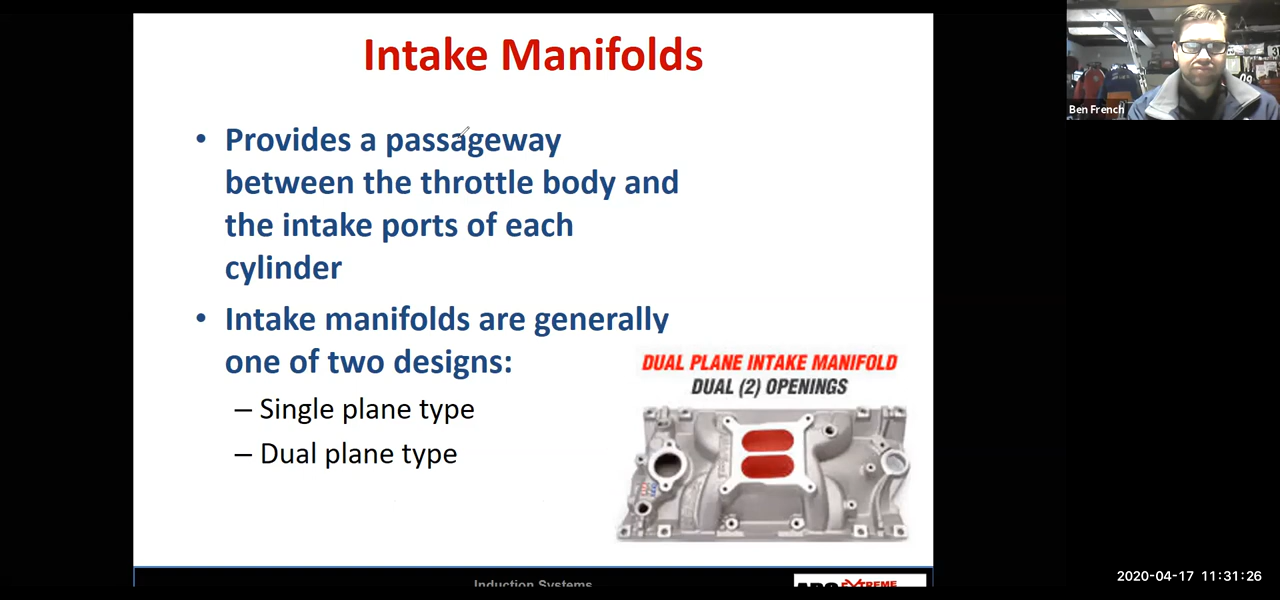 Intake Manifolds
• Provides a passageway
between the throttle body and
the intake ports of each
cylinder
• Intake manifolds are generally
one of two designs:
– Single plane type
– Dual plane type
DUAL PLANE INTAKE MANIFOLD
DUAL (2) OPENINGS
Induction Systems
EXTREME
Ben French
2020-04-17 11:31:26